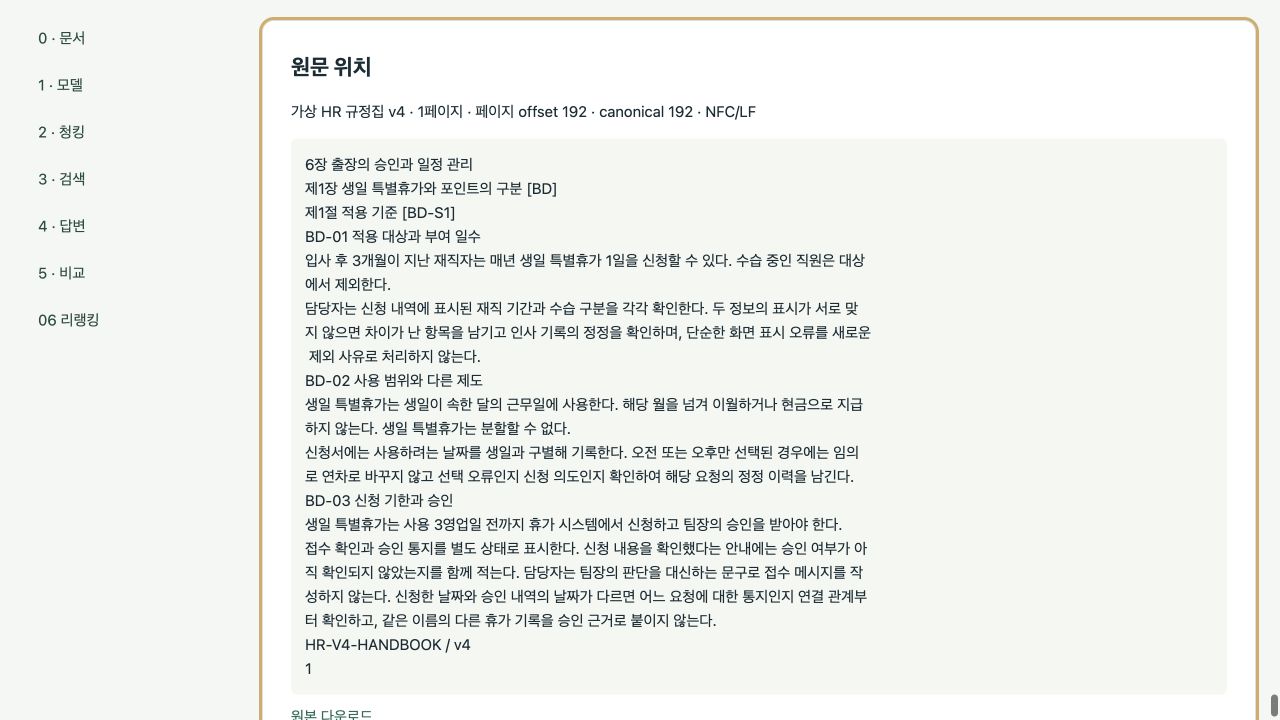 0 · 문서
1 · 모델
2 · 청킹
3 · 검색
4 · 답변
5 · 비교
06 리랭킹
원문 위치
가상 HR 규정집 v4 · 1페이지 · 페이지 offset 192 · canonical 192 · NFC/LF
6장 출장의 승인과 일정 관리
제1장 생일 특별휴가와 포인트의 구분 [BD]
제1절 적용 기준 [BD-S1]
BD-01 적용 대상과 부여 일수
입사 후 3개월이 지난 재직자는 매년 생일 특별휴가 1일을 신청할 수 있다. 수습 중인 직원은 대상
에서 제외한다.
담당자는 신청 내역에 표시된 재직 기간과 수습 구분을 각각 확인한다. 두 정보의 표시가 서로 맞
지 않으면 차이가 난 항목을 남기고 인사 기록의 정정을 확인하며, 단순한 화면 표시 오류를 새로운
제외 사유로 처리하지 않는다.
BD-02 사용 범위와 다른 제도
생일 특별휴가는 생일이 속한 달의 근무일에 사용한다. 해당 월을 넘겨 이월하거나 현금으로 지급
하지 않는다. 생일 특별휴가는 분할할 수 없다.
신청서에는 사용하려는 날짜를 생일과 구별해 기록한다. 오전 또는 오후만 선택된 경우에는 임의
로 연차로 바꾸지 않고 선택 오류인지 신청 의도인지 확인하여 해당 요청의 정정 이력을 남긴다.
BD-03 신청 기한과 승인
생일 특별휴가는 사용 3영업일 전까지 휴가 시스템에서 신청하고 팀장의 승인을 받아야 한다.
접수 확인과 승인 통지를 별도 상태로 표시한다. 신청 내용을 확인했다는 안내에는 승인 여부가 아
직 확인되지 않았는지를 함께 적는다. 담당자는 팀장의 판단을 대신하는 문구로 접수 메시지를 작
성하지 않는다. 신청한 날짜와 승인 내역의 날짜가 다르면 어느 요청에 대한 통지인지 연결 관계부
터 확인하고, 같은 이름의 다른 휴가 기록을 승인 근거로 붙이지 않는다.
HR-V4-HANDBOOK / v4
1
원본 다운로드